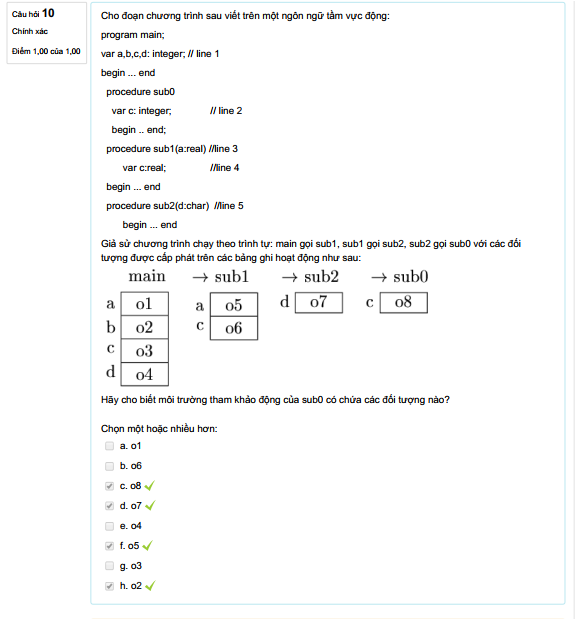 Câu hỏi 10
Chính xác
Điểm 1,00 của 1,00
Cho đoạn chương trình sau viết trên một ngôn ngữ tầm vực động:
program main;
var a,b,c,d: integer; // line 1
begin ... end
procedure sub0
var c: integer; // line 2
begin .. end;
procedure sub1(a:real) //line 3
var c:real; //line 4
begin ... end
procedure sub2(d:char) //line 5
begin ... end
Giả sử chương trình chạy theo trình tự: main gọi sub1, sub1 gọi sub2, sub2 gọi sub0 với các đối
tượng được cấp phát trên các bảng ghi hoạt động như sau:
main → sub1 → sub2 → sub0
a o1 a o5 d o7 c o8
b o2 c o6
c o3
d o4
Hãy cho biết môi trường tham khảo động của sub0 có chứa các đối tượng nào?
Chọn một hoặc nhiều hơn:
a. o1
b. o6
c. o8
d. o7
e. o4
f. o5
g. o3
h. o2